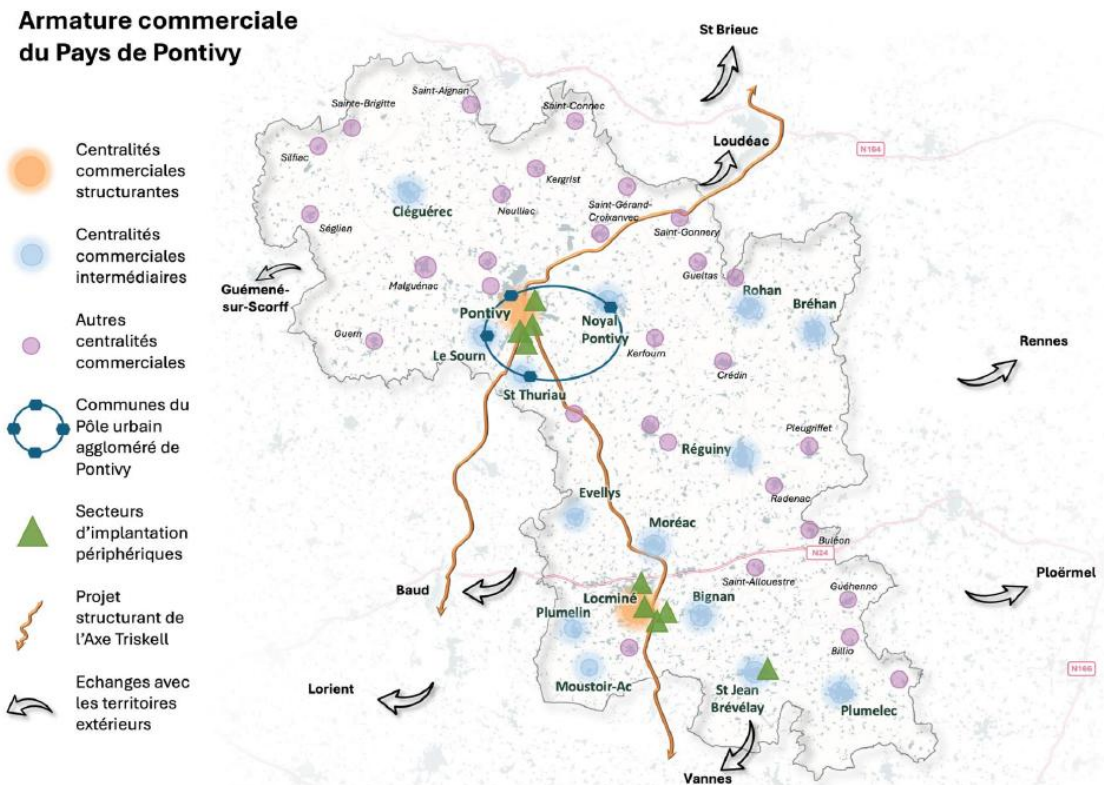 Armature commerciale
du Pays de Pontivy
Centralités
commerciales
structurantes
Centralités
commerciales
intermédiaires
Autres
centralités
commerciales
Communes du
Pôle urbain
aggloméré de
Pontivy
Secteurs
d'implantation
périphériques
Projet
structurant de
l'Axe Triskell
Echanges avec
les territoires
extérieurs
St Brieuc
Loudéac
N164
Saint-Aignan
Sainte-Brigitte
Saint-Connec
Silfiac
Kergrist
Cléguérec
Neulliac
Saint-Gérand-
Croixanvec
Séglien
Saint-Gonnery
Malguénac
Gueltas
Guémené-
sur-Scorff
Rohan
Bréhan
Pontivy
Noyal
Pontivy
Guern
Le Sourn
Kerfourn
Rennes
Crédin
St Thuriau
Pleugriffet
Réguiny
Radenac
Evellys
Moréac
Buléon
N24
Saint-Allouestre
Ploërmel
Baud
Locminé
Bignan
Guéhenno
Plumelin
Billio
N166
Lorient
Moustoir-Ac
St Jean
Brévélay
Plumelec
Vannes